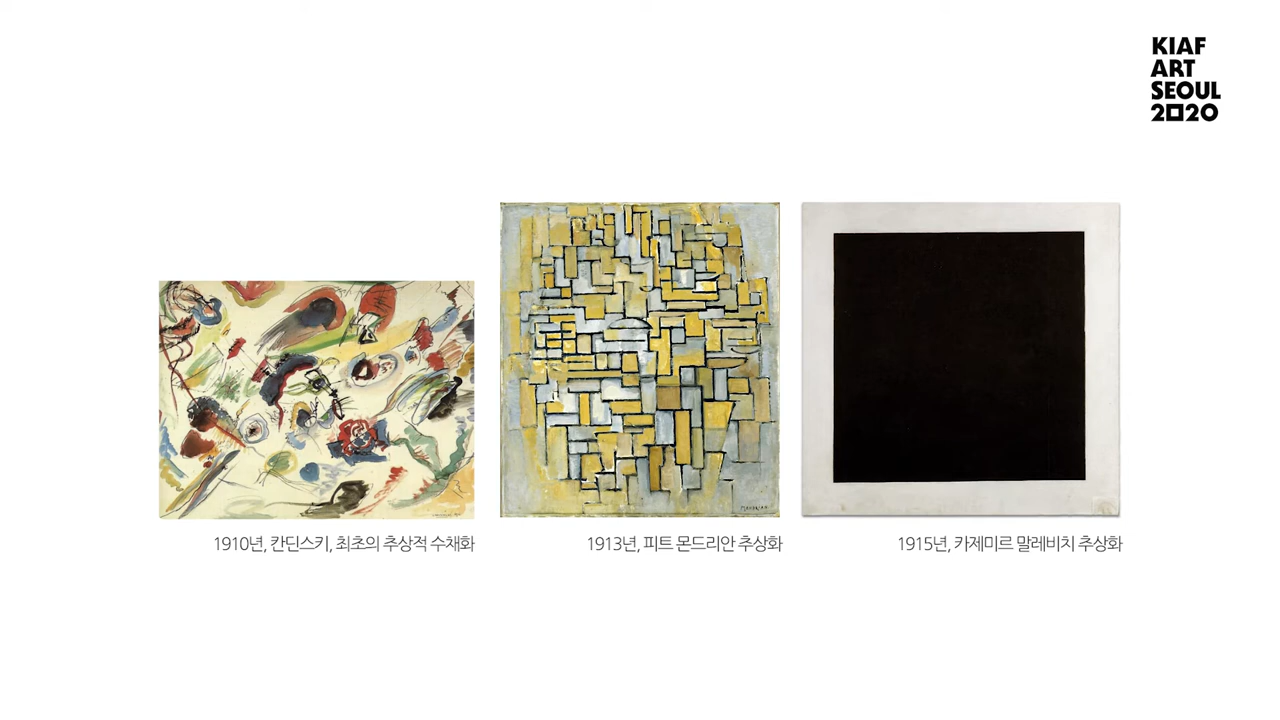 KIAF
ART
SEOUL
2020
1910년, 칸딘스키, 최초의 추상적 수채화
1913년, 피트 몬드리안 추상화
1915년, 카제미르 말레비치 추상화